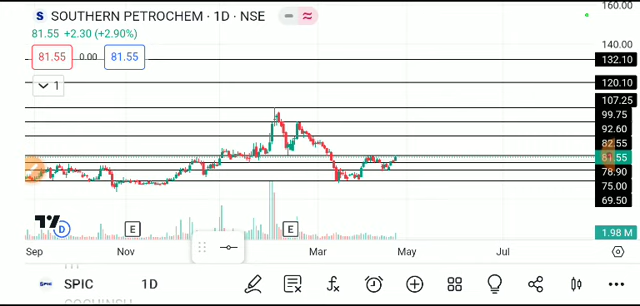 160.00
S SOUTHERN PETROCHEM · 1D · NSE
81.55 +2.30 (+2.90%)
140.00
81.55 0.00 81.55
132.10
120.10
1
107.25
99.75
92.60
82.55
81.55
78.90
75.00
69.50
D E E
1.98 M
Sep Nov Mar May Jul
SPIC SPIC 1D